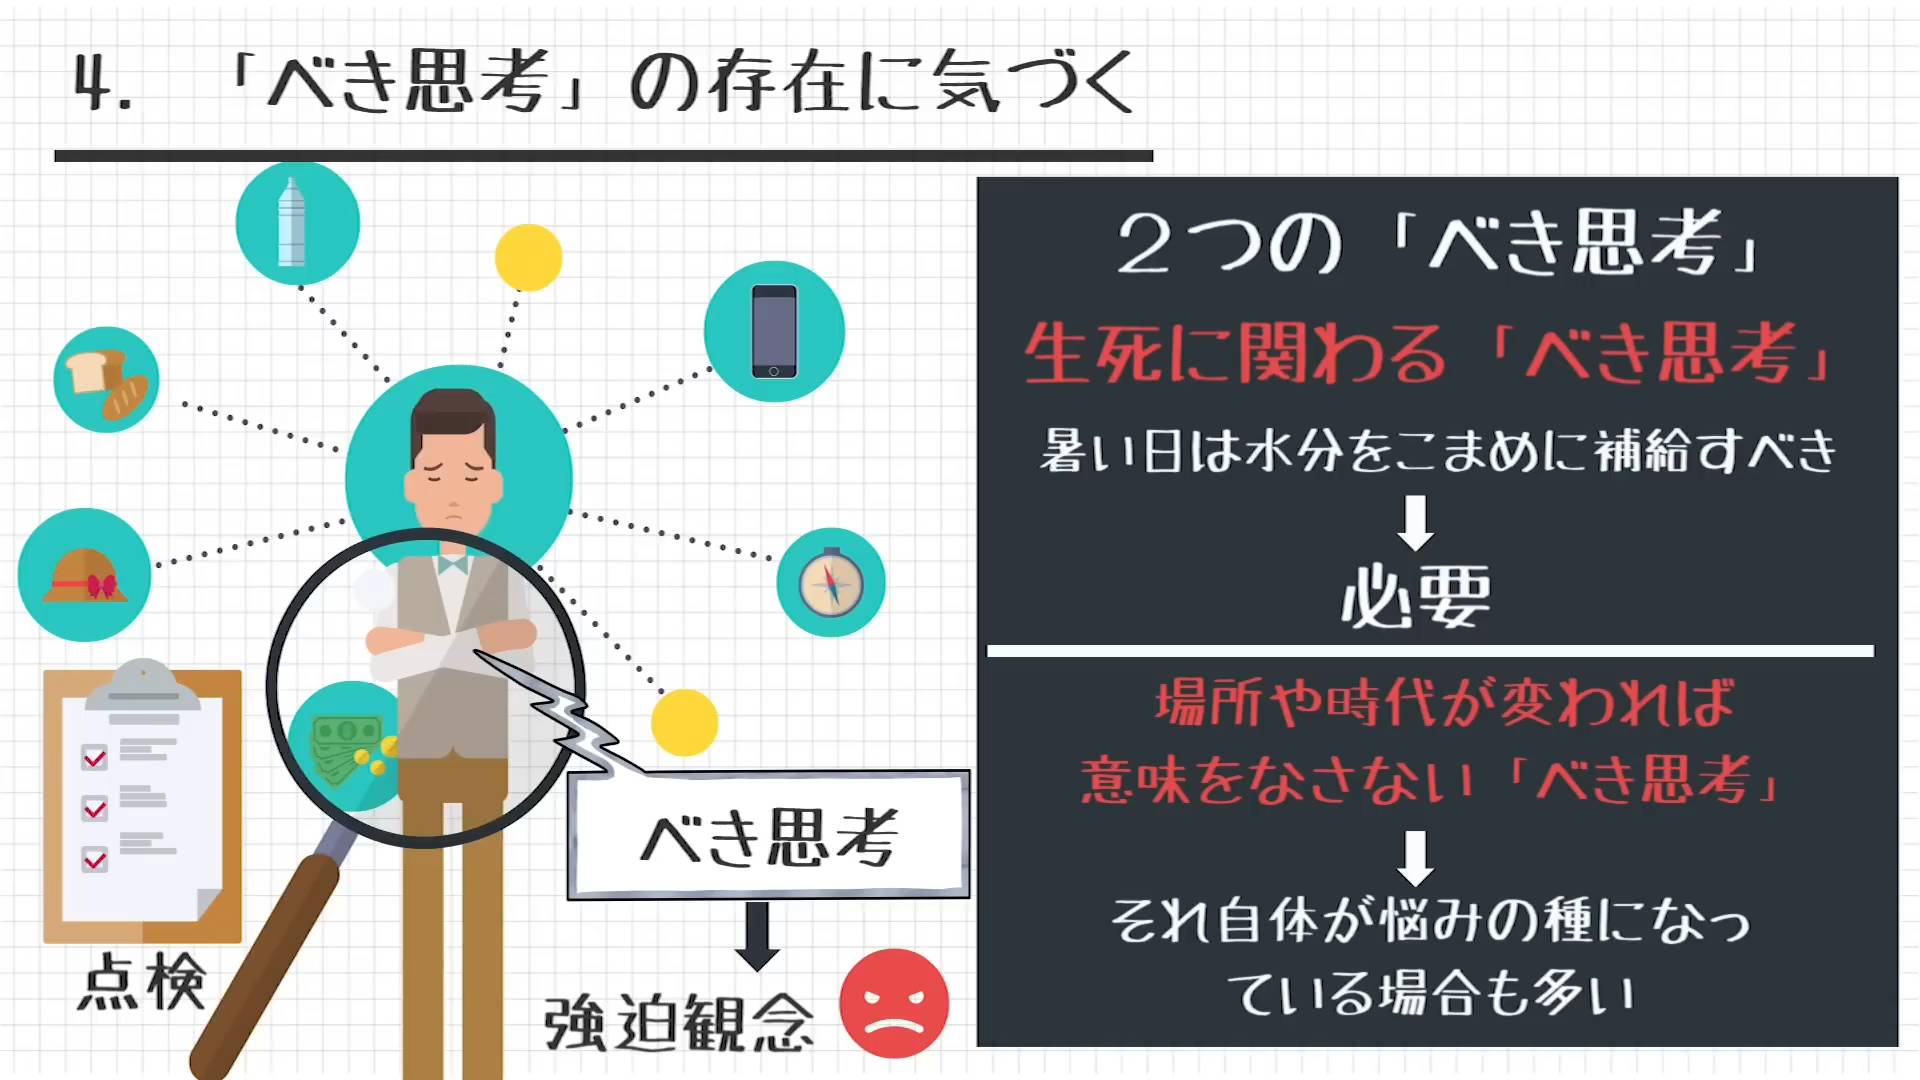 4. 「べき思考」の存在に気づく
点検
べき思考
強迫観念
２つの「べき思考」
生死に関わる「べき思考」
暑い日は水分をこまめに補給すべき
必要
場所や時代が変われば
意味をなさない「べき思考」
それ自体が悩みの種になっ
ている場合も多い